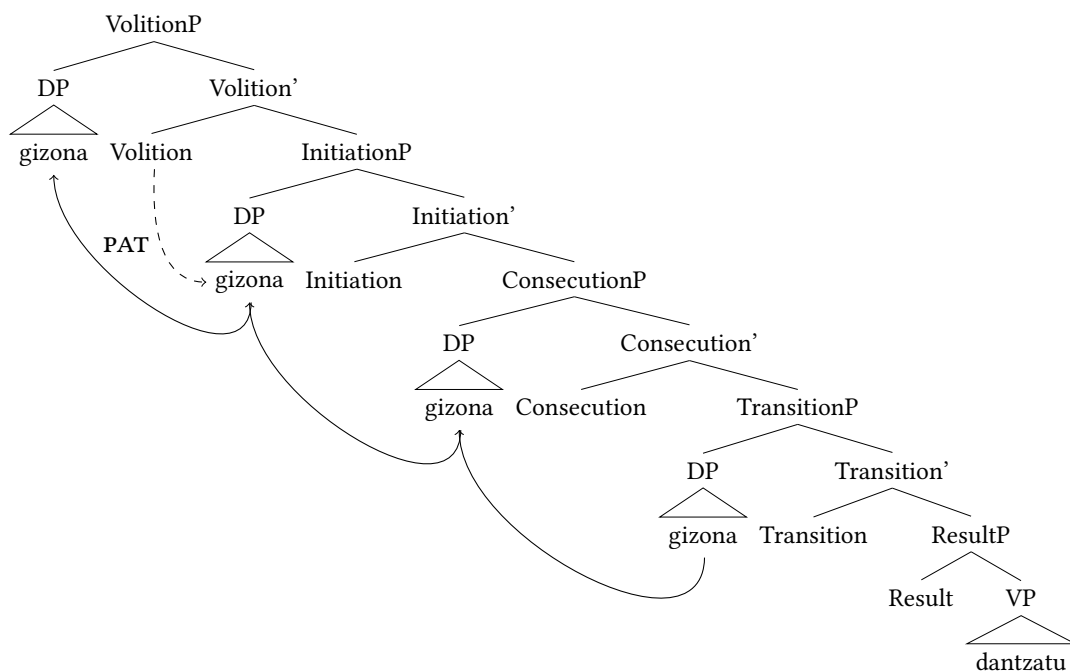 VolitionP
DP Volition’
gizona Volition InitiationP
DP Initiation’
PAT
gizona Initiation ConsecutionP
DP Consecution’
gizona Consecution TransitionP
DP Transition’
gizona Transition ResultP
Result VP
dantzatu